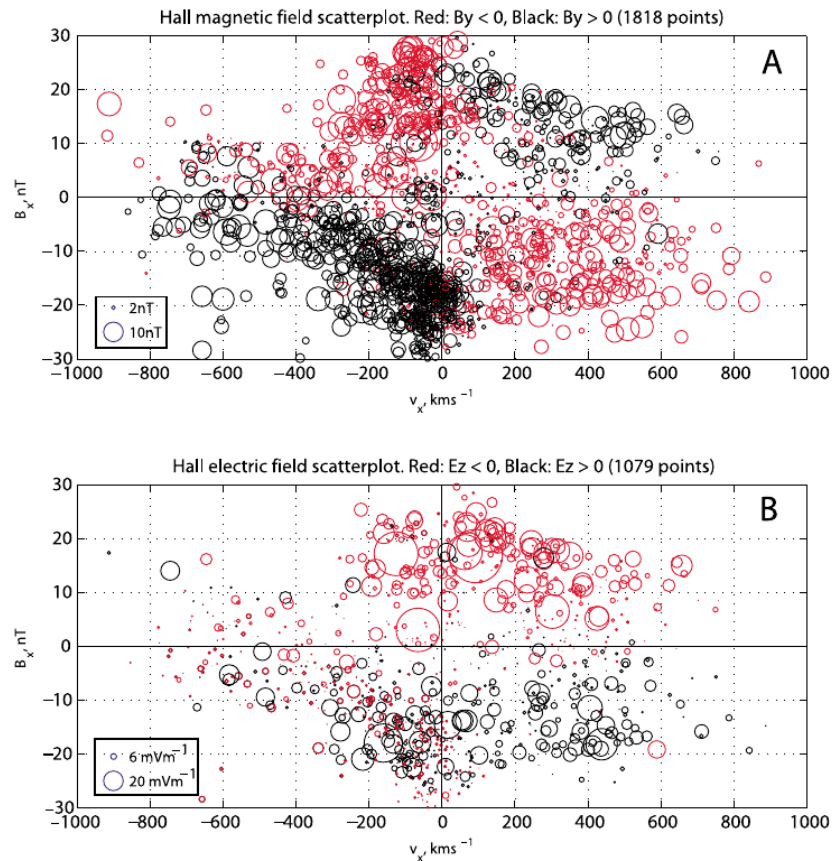 Hall magnetic field scatterplot. Red: By < 0, Black: By > 0 (1818 points)
A
30
20
10
0
−10
−20
−30
Bx, nT
2nT
10nT
−1000 −800 −600 −400 −200 0 200 400 600 800 1000
vx, kms⁻¹
Hall electric field scatterplot. Red: Ez < 0, Black: Ez > 0 (1079 points)
B
30
20
10
0
−10
−20
−30
Bx, nT
6 mVm⁻¹
20 mVm⁻¹
−1000 −800 −600 −400 −200 0 200 400 600 800 1000
vx, kms⁻¹